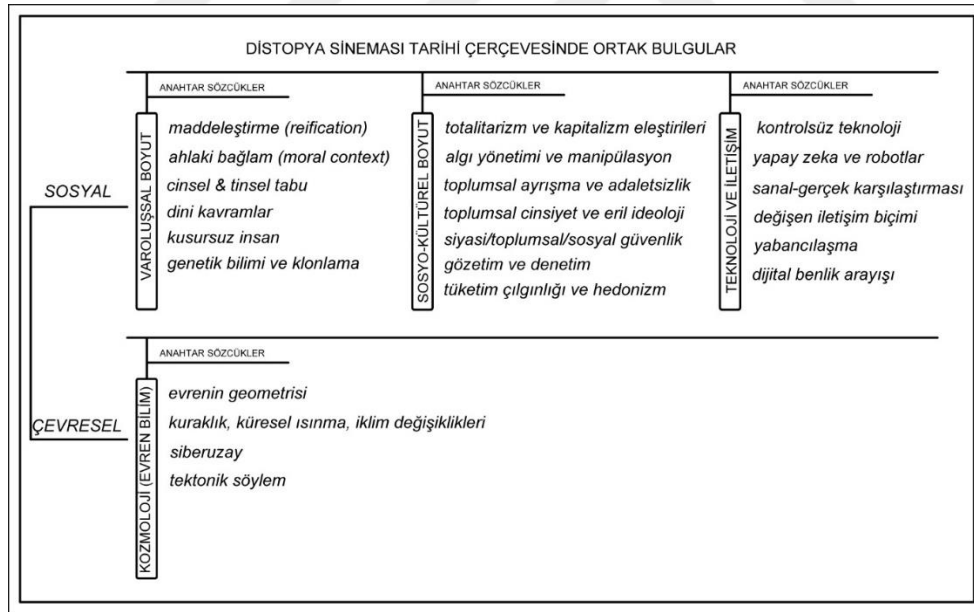 DİSTOPYA SİNEMASI TARİHİ ÇERÇEVESİNDE ORTAK BULGULAR
SOSYAL
ANAHTAR SÖZCÜKLER
VAROLUŞSAL BOYUT
maddeleştirme (reification)
ahlaki bağlam (moral context)
cinsel & tinsel tabu
dini kavramlar
kusursuz insan
genetik bilimi ve klonlama
ANAHTAR SÖZCÜKLER
SOSYO-KÜLTÜREL BOYUT
totalitarizm ve kapitalizm eleştirileri
algı yönetimi ve manipülasyon
toplumsal ayrışma ve adaletsizlik
toplumsal cinsiyet ve eril ideoloji
siyasi/toplumsal/sosyal güvenlik
gözetim ve denetim
tüketim çılgınlığı ve hedonizm
ANAHTAR SÖZCÜKLER
TEKNOLOJİ VE İLETİŞİM
kontrolsüz teknoloji
yapay zeka ve robotlar
sanal-gerçek karşılaştırması
değişen iletişim biçimi
yabancılaşma
dijital benlik arayışı
ÇEVRESEL
ANAHTAR SÖZCÜKLER
KOZMOLOJİ (EVREN BİLİM)
evrenin geometrisi
kuraklık, küresel ısınma, iklim değişiklikleri
siberuzay
tektonik söylem